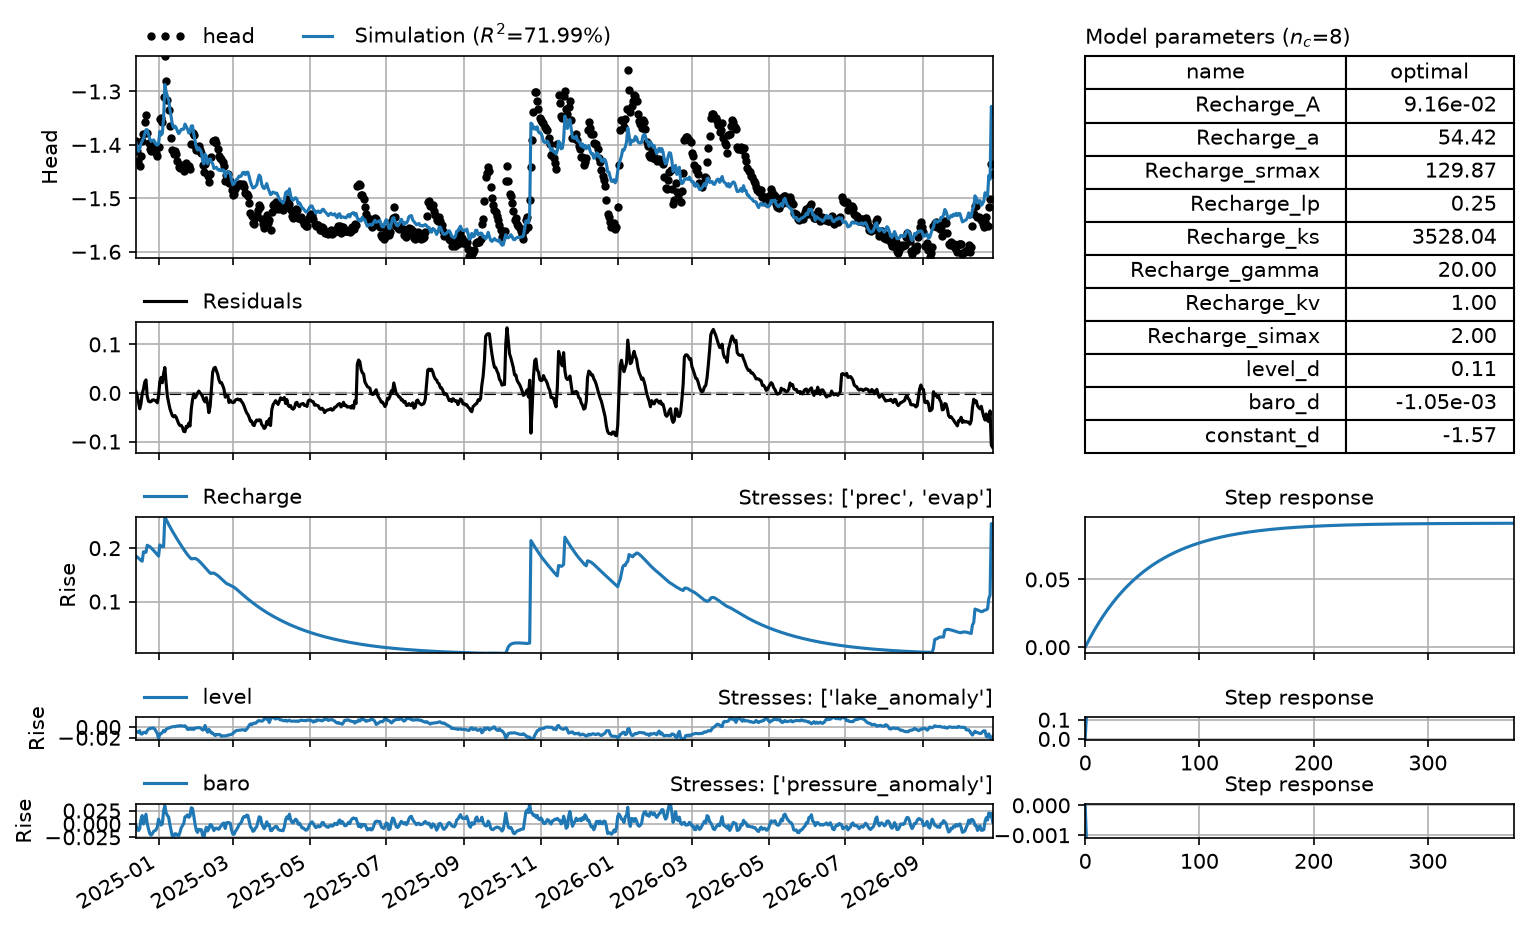 head Simulation (R²=71.99%)
Head
−1.3
−1.4
−1.5
−1.6
Residuals
0.1
0.0
−0.1
Recharge Stresses: ['prec', 'evap']
Rise
0.2
0.1
level Stresses: ['lake_anomaly']
Rise
0.00
−0.02
baro Stresses: ['pressure_anomaly']
Rise
0.025
0.000
−0.025
2025-01 2025-03 2025-05 2025-07 2025-09 2025-11 2026-01 2026-03 2026-05 2026-07 2026-09
Model parameters (n_c=8)
name optimal
Recharge_A 9.16e-02
Recharge_a 54.42
Recharge_srmax 129.87
Recharge_lp 0.25
Recharge_ks 3528.04
Recharge_gamma 20.00
Recharge_kv 1.00
Recharge_simax 2.00
level_d 0.11
baro_d -1.05e-03
constant_d -1.57
Step response
0.05
0.00
Step response
0.1
0.0
0 100 200 300
Step response
0.000
−0.001
0 100 200 300